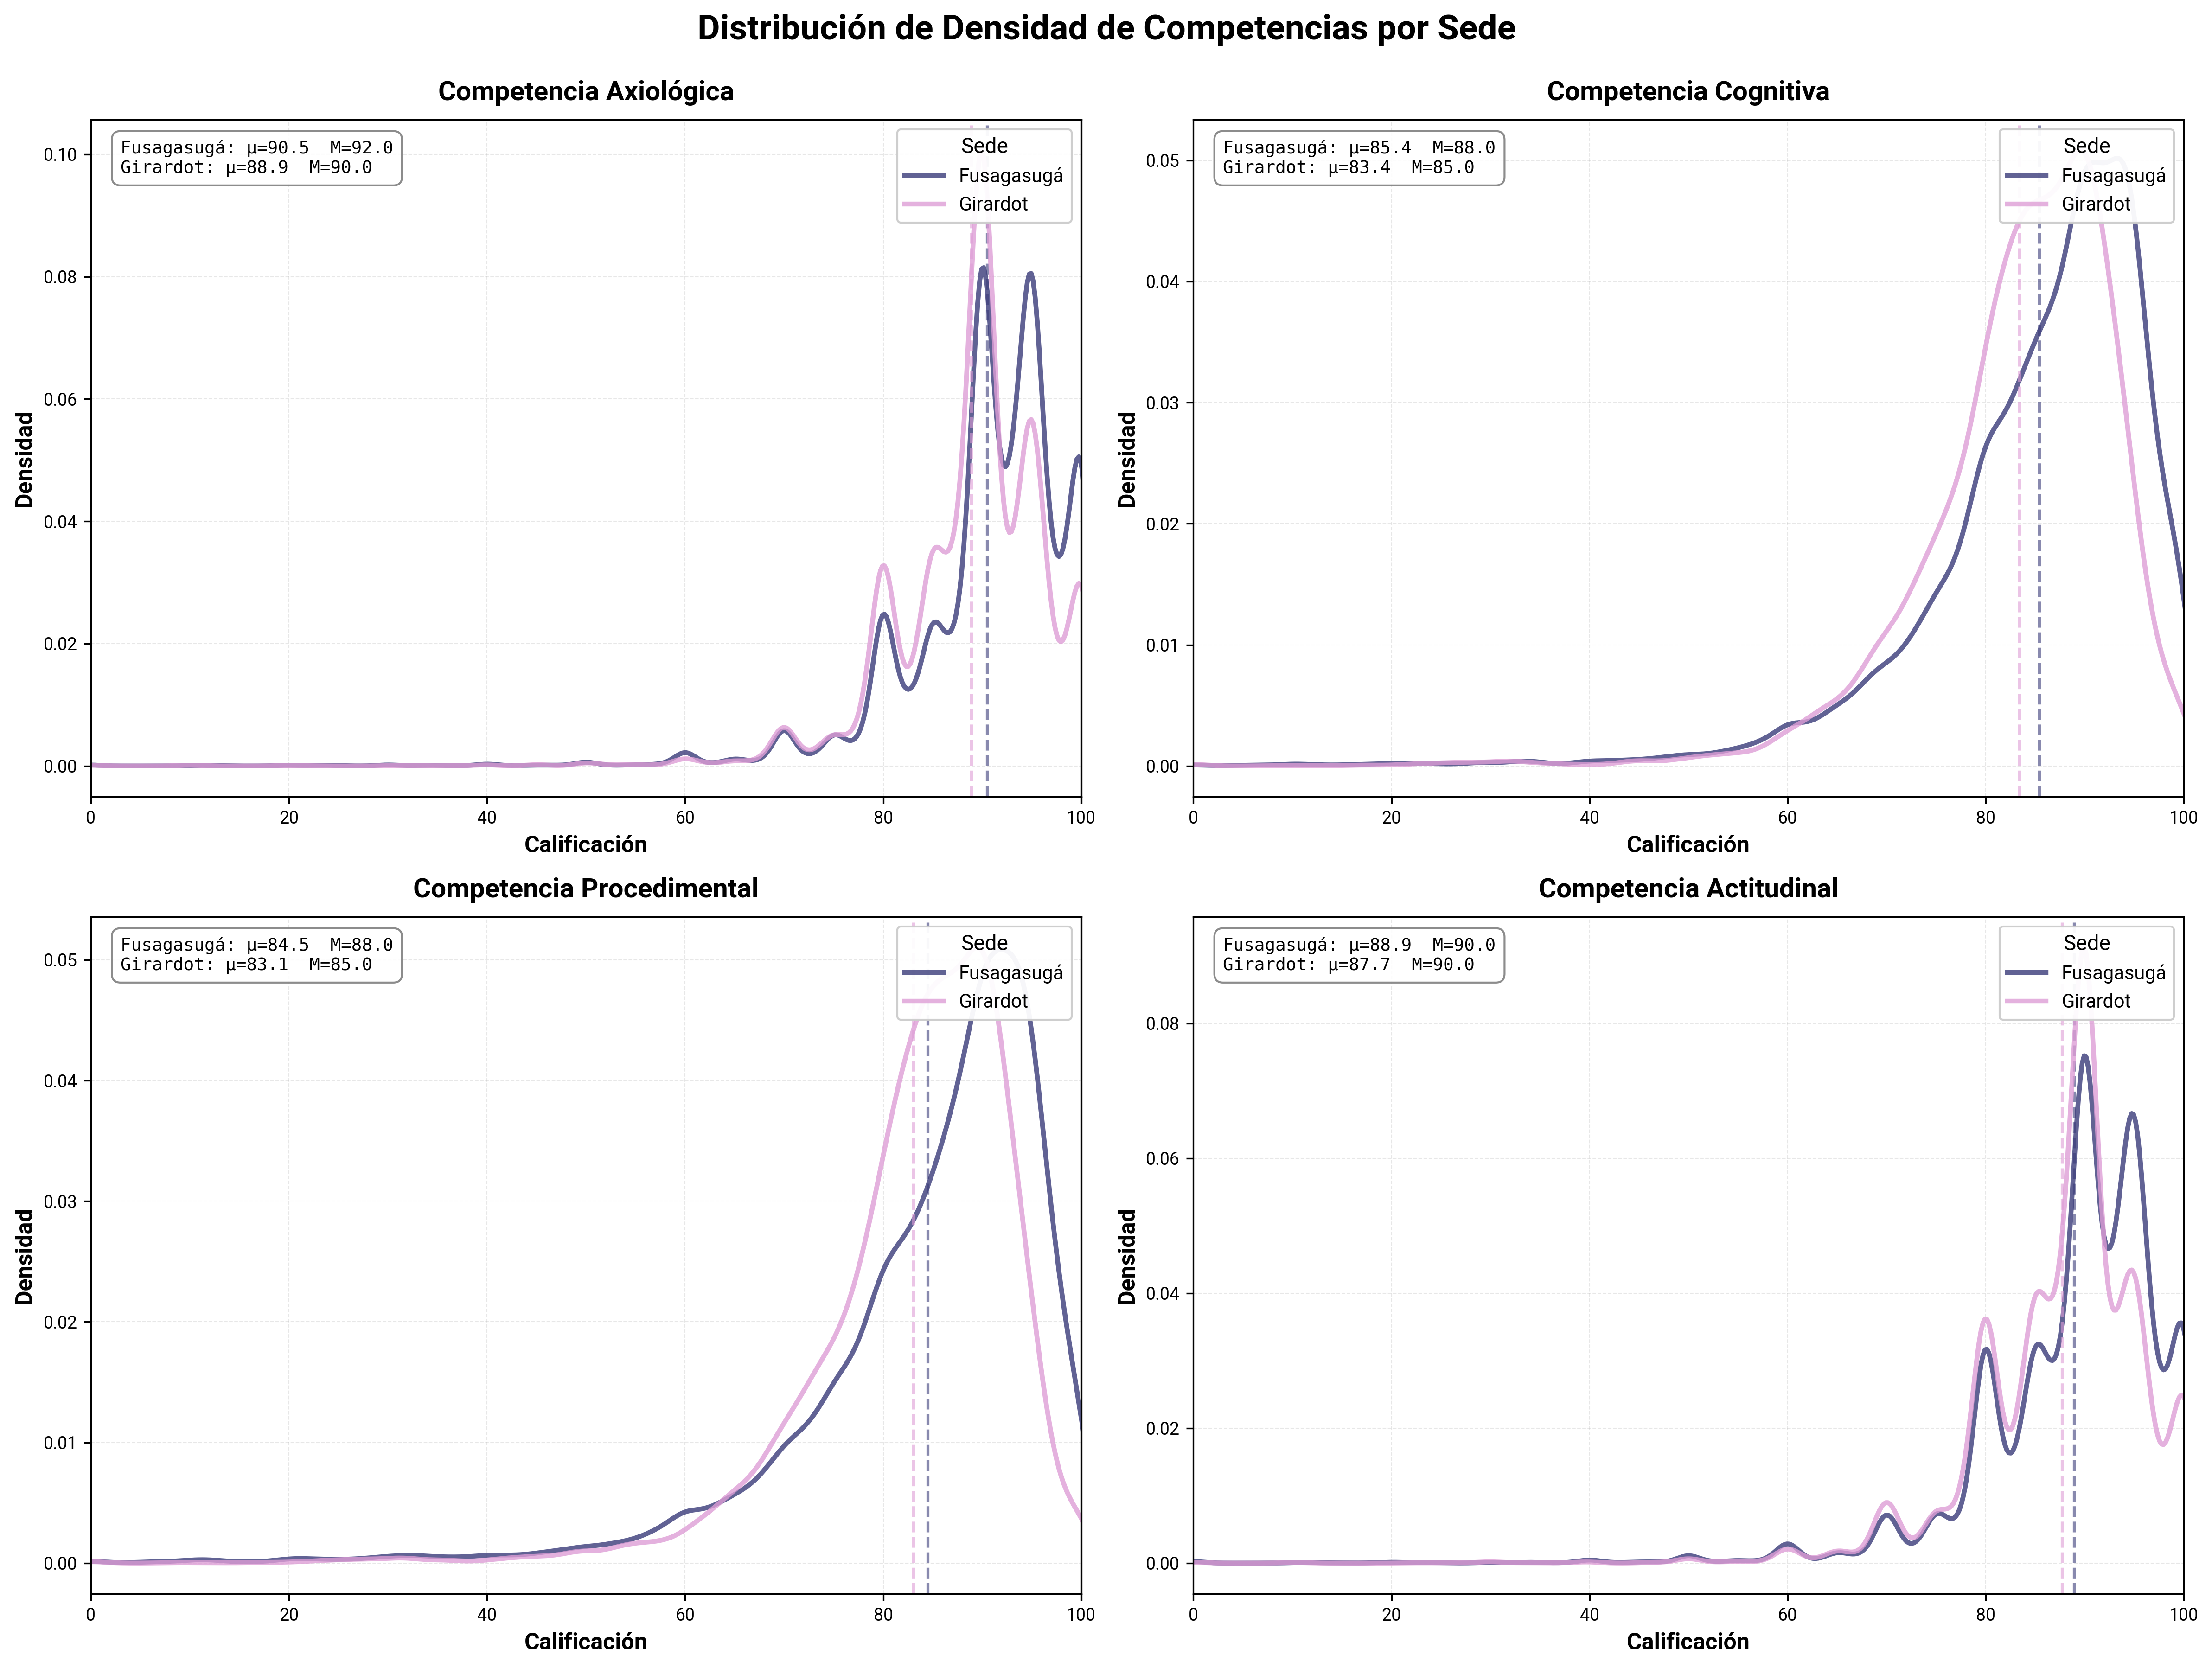 Distribución de Densidad de Competencias por Sede
Competencia Axiológica
Fusagasugá: μ=90.5 M=92.0
Girardot: μ=88.9 M=90.0
Sede
Fusagasugá
Girardot
Densidad
0.10
0.08
0.06
0.04
0.02
0.00
0 20 40 60 80 100
Calificación
Competencia Cognitiva
Fusagasugá: μ=85.4 M=88.0
Girardot: μ=83.4 M=85.0
Sede
Fusagasugá
Girardot
Densidad
0.05
0.04
0.03
0.02
0.01
0.00
0 20 40 60 80 100
Calificación
Competencia Procedimental
Fusagasugá: μ=84.5 M=88.0
Girardot: μ=83.1 M=85.0
Sede
Fusagasugá
Girardot
Densidad
0.05
0.04
0.03
0.02
0.01
0.00
0 20 40 60 80 100
Calificación
Competencia Actitudinal
Fusagasugá: μ=88.9 M=90.0
Girardot: μ=87.7 M=90.0
Sede
Fusagasugá
Girardot
Densidad
0.08
0.06
0.04
0.02
0.00
0 20 40 60 80 100
Calificación